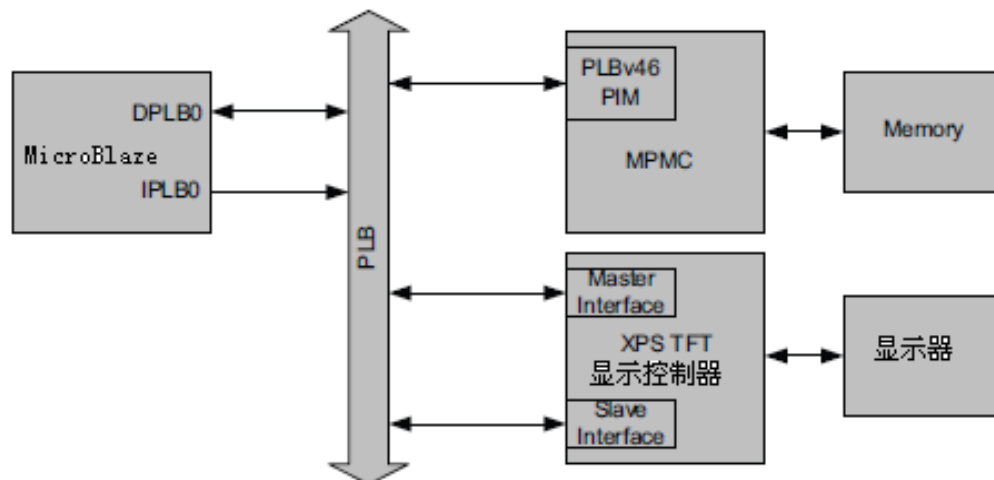 DPLB0
MicroBlaze
IPLB0
PLB
PLBv46
PIM
MPMC
Memory
Master
Interface
XPS TFT
显示控制器
Slave
Interface
显示器